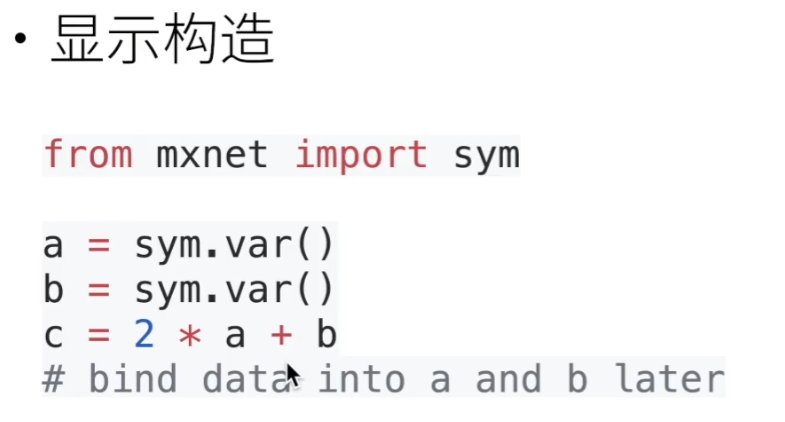 • 显示构造
from mxnet import sym
a = sym.var()
b = sym.var()
c = 2 * a + b
# bind data into a and b later